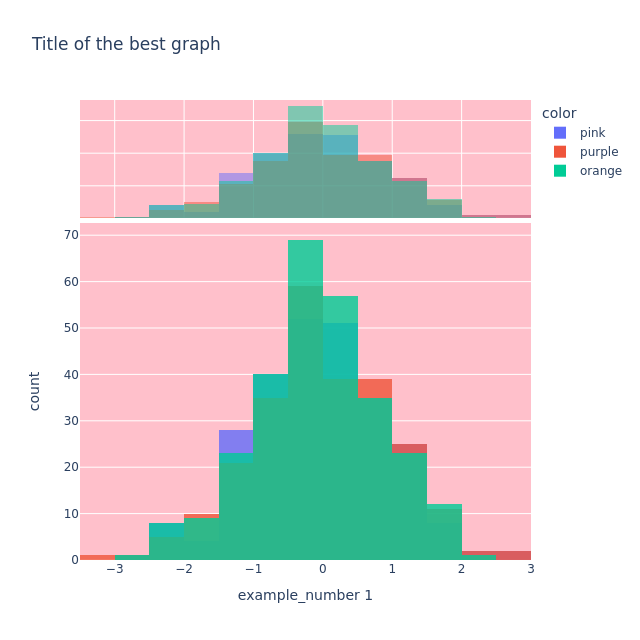 Title of the best graph
color
pink
purple
orange
70
60
50
40
30
20
10
0
count
−3
−2
−1
0
1
2
3
example_number 1